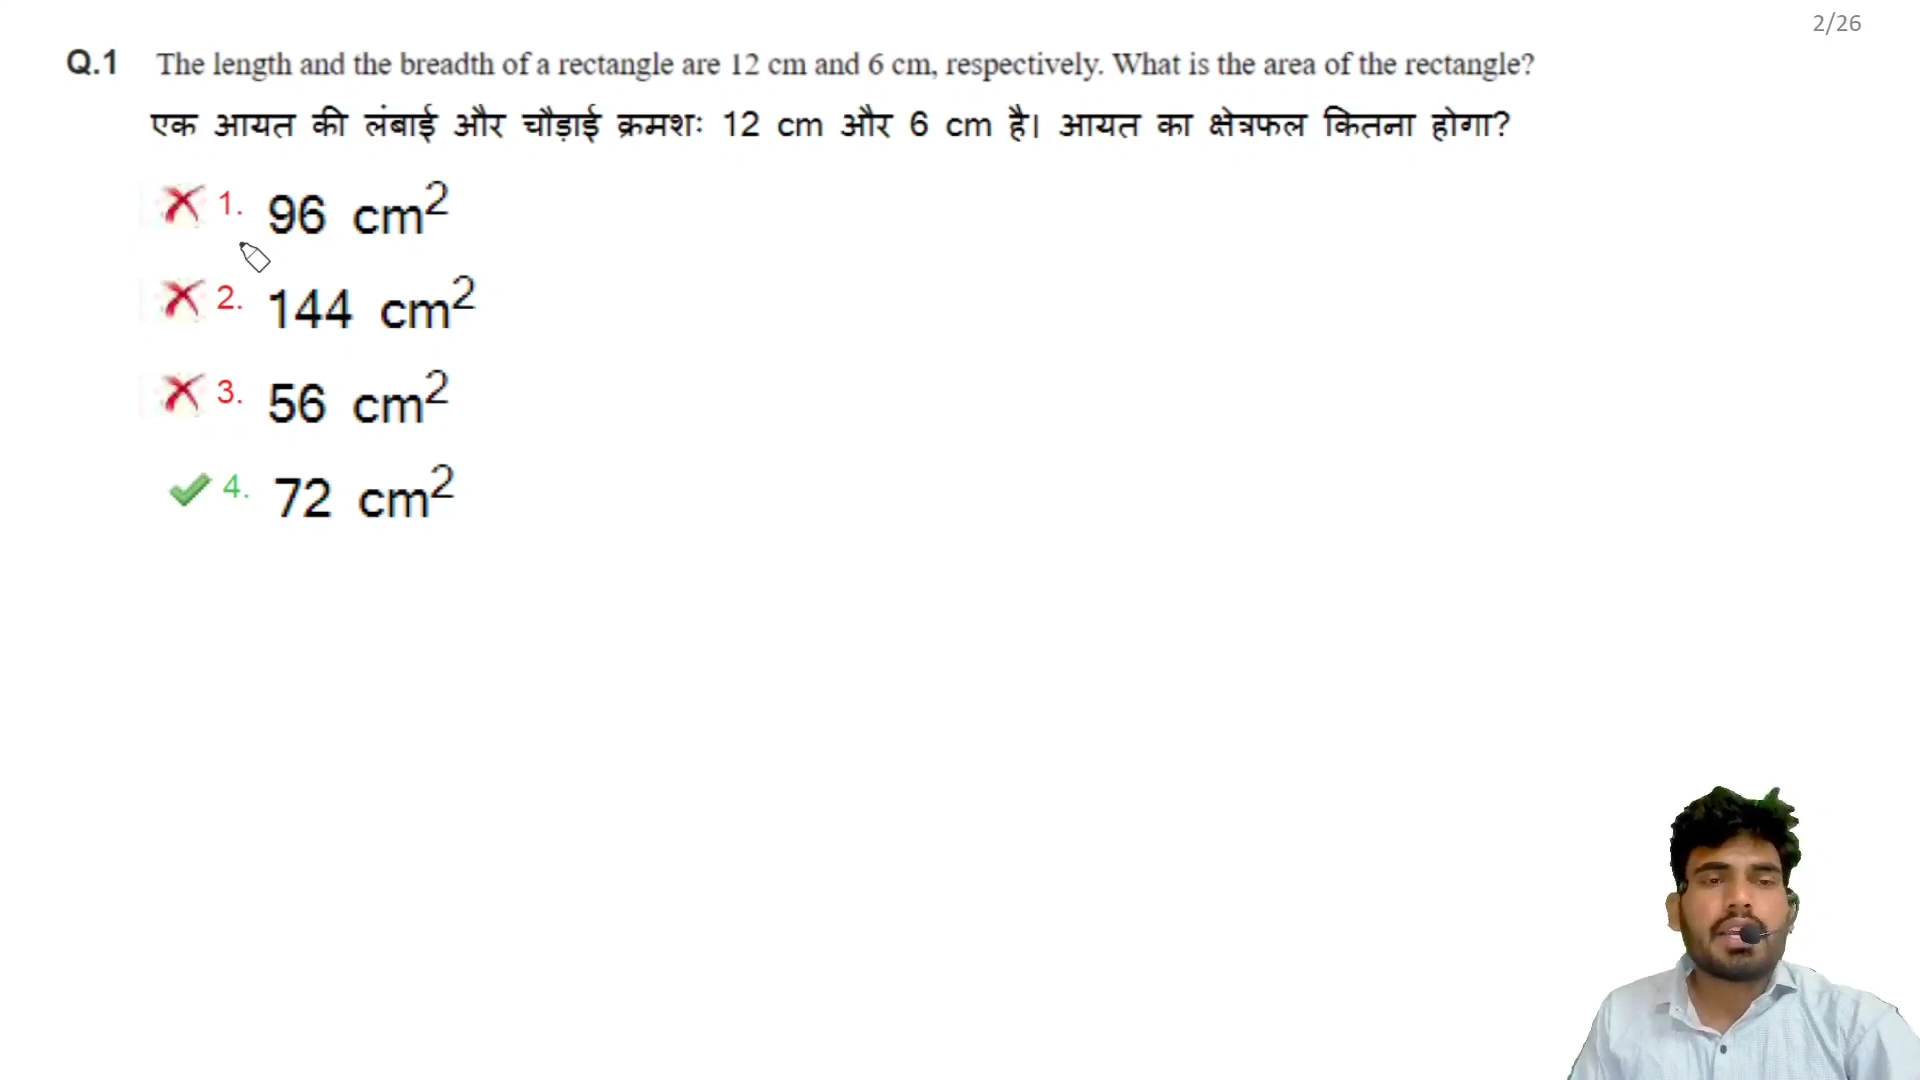 2/26
Q.1 The length and the breadth of a rectangle are 12 cm and 6 cm, respectively. What is the area of the rectangle?
एक आयत की लंबाई और चौड़ाई क्रमशः 12 cm और 6 cm है। आयत का क्षेत्रफल कितना होगा?
1. 96 cm²
2. 144 cm²
3. 56 cm²
4. 72 cm²